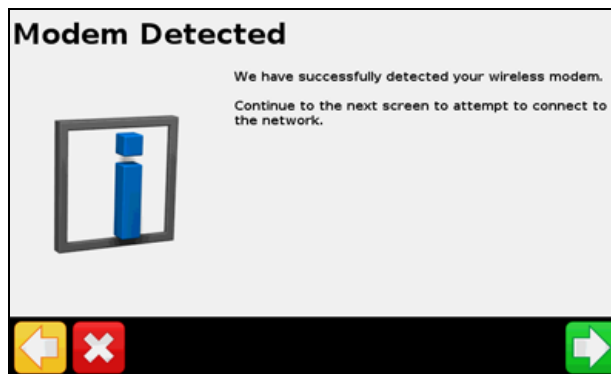 Modem Detected
We have successfully detected your wireless modem.
Continue to the next screen to attempt to connect to
the network.